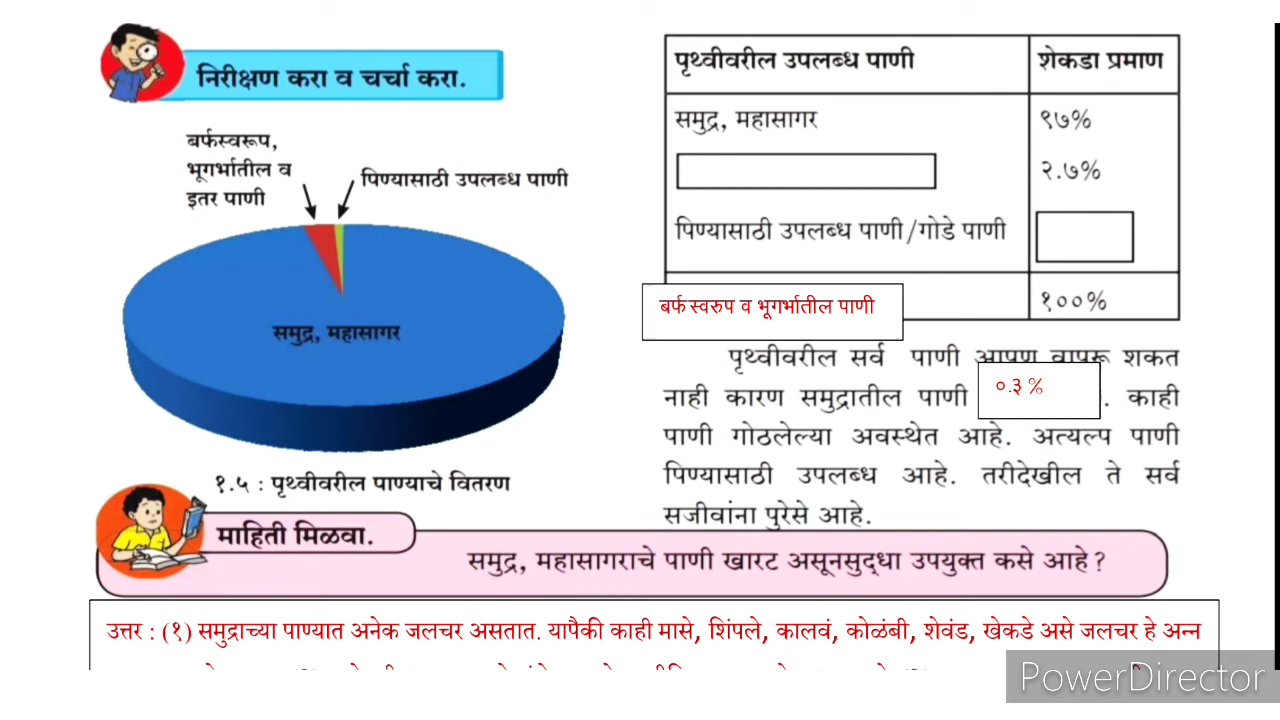 निरीक्षण करा व चर्चा करा.
बर्फस्वरूप,
भूगर्भातील व
इतर पाणी
पिण्यासाठी उपलब्ध पाणी
समुद्र, महासागर
१.५ : पृथ्वीवरील पाण्याचे वितरण
पृथ्वीवरील उपलब्ध पाणी शेकडा प्रमाण
समुद्र, महासागर ९७%
२.७%
पिण्यासाठी उपलब्ध पाणी/गोडे पाणी
१००%
बर्फस्वरुप व भूगर्भातील पाणी
पृथ्वीवरील सर्व पाणी आपण वापरू शकत
नाही कारण समुद्रातील पाणी . काही
०.३ %
पाणी गोठलेल्या अवस्थेत आहे. अत्यल्प पाणी
पिण्यासाठी उपलब्ध आहे. तरीदेखील ते सर्व
सजीवांना पुरेसे आहे.
माहिती मिळवा.
समुद्र, महासागराचे पाणी खारट असूनसुद्धा उपयुक्त कसे आहे?
उत्तर : (१) समुद्राच्या पाण्यात अनेक जलचर असतात. यापैकी काही मासे, शिंपले, कालवं, कोळंबी, शेवंड, खेकडे असे जलचर हे अन्न
PowerDirector